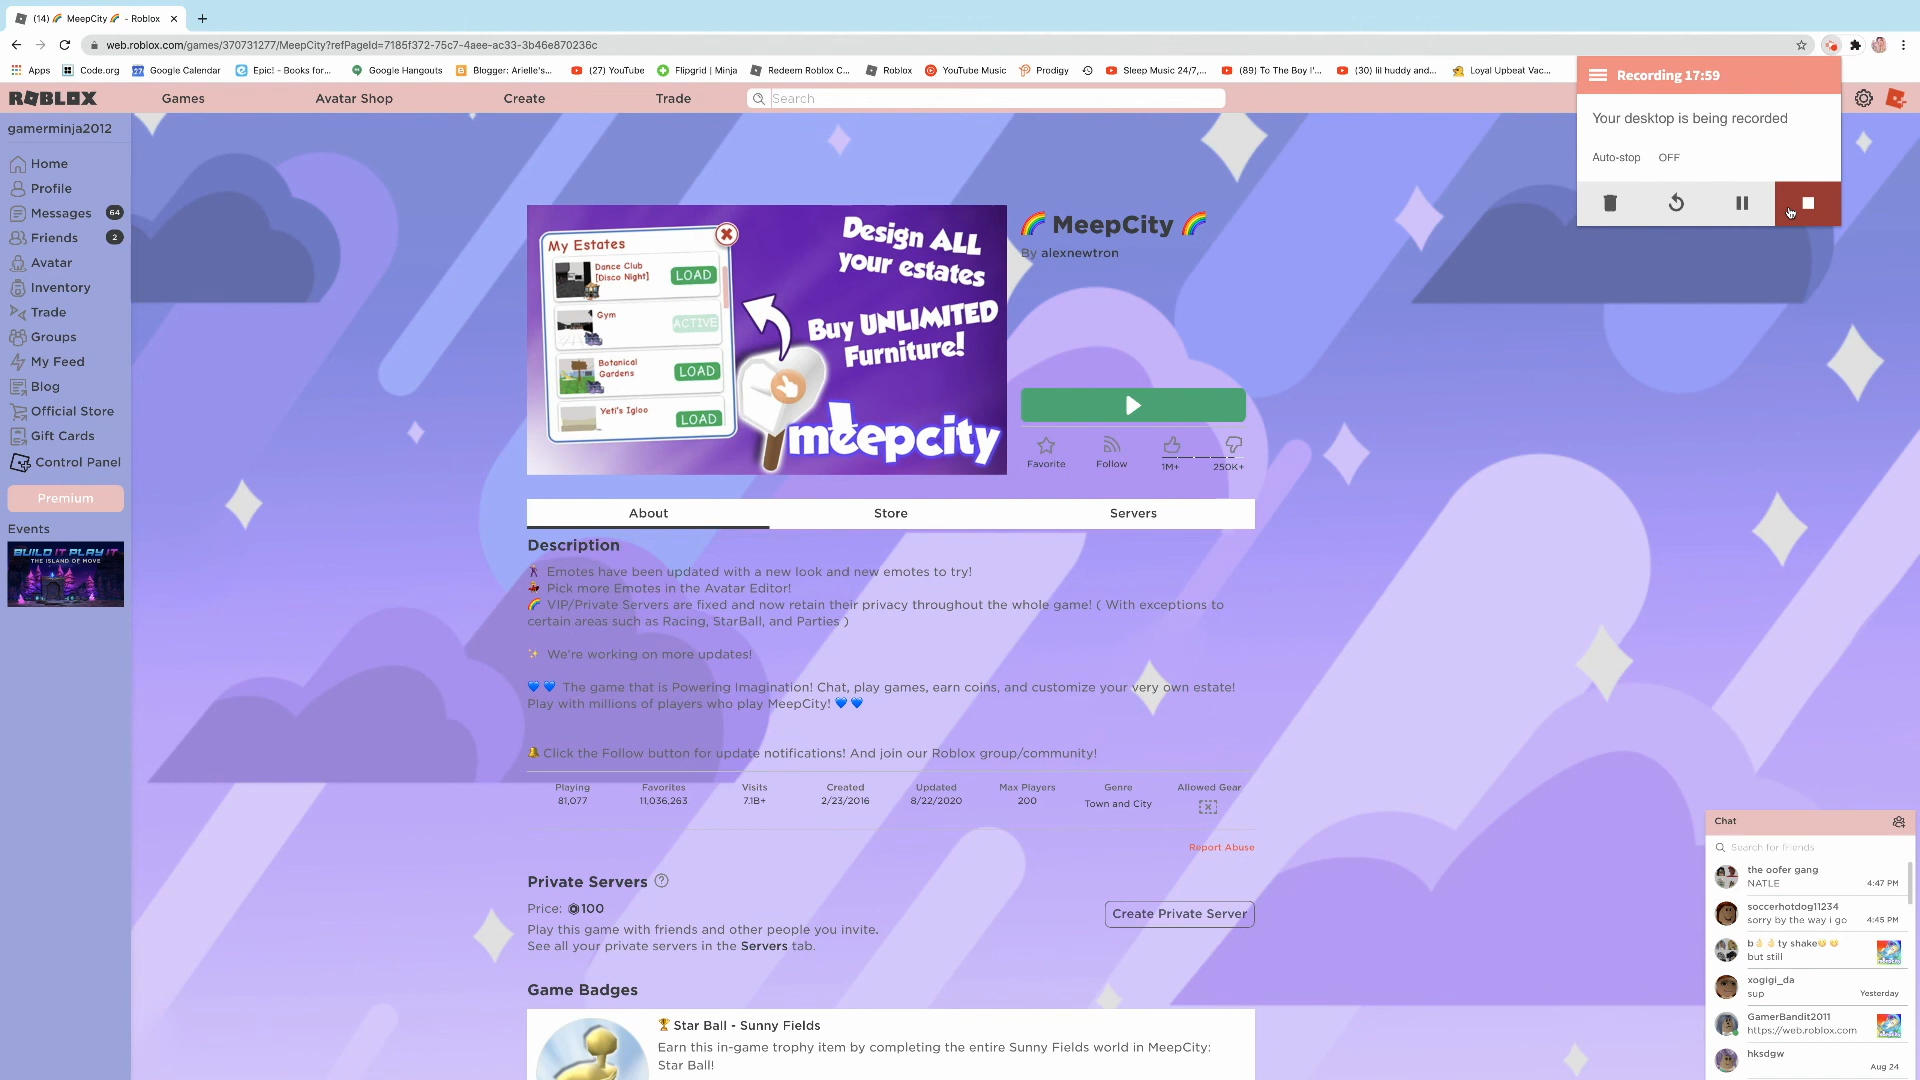 (14) 🌈 MeepCity 🌈 - Roblox
web.roblox.com/games/370731277/MeepCity?refPageId=7185f372-75c7-4aee-ac33-3b46e870236c
Apps Code.org Google Calendar Epic! - Books for... Google Hangouts Blogger: Arielle's... (27) YouTube Flipgrid | Minja Redeem Roblox C... Roblox YouTube Music Prodigy Sleep Music 24/7,... (89) To The Boy I'... (30) lil huddy and... Loyal Upbeat Vac...
Recording 17:59
Your desktop is being recorded
Auto-stop OFF
ROBLOX Games Avatar Shop Create Trade Search
gamerminja2012
Home
Profile
Messages 64
Friends 2
Avatar
Inventory
Trade
Groups
My Feed
Blog
Official Store
Gift Cards
Control Panel
Premium
Events
BUILD IT PLAY IT
THE ISLAND OF MOVE
My Estates
Dance Club
[Disco Night]
LOAD
Gym
ACTIVE
Botanical
Gardens
LOAD
Yeti's Igloo
LOAD
Design ALL
your estates
Buy UNLIMITED
Furniture!
meepcity
🌈 MeepCity 🌈
By alexnewtron
Favorite Follow 1M+ 250K+
About Store Servers
Description
Emotes have been updated with a new look and new emotes to try!
Pick more Emotes in the Avatar Editor!
🌈 VIP/Private Servers are fixed and now retain their privacy throughout the whole game! ( With exceptions to
certain areas such as Racing, StarBall, and Parties )
✨ We're working on more updates!
💙 💙 The game that is Powering Imagination! Chat, play games, earn coins, and customize your very own estate!
Play with millions of players who play MeepCity! 💙 💙
🔔 Click the Follow button for update notifications! And join our Roblox group/community!
Playing Favorites Visits Created Updated Max Players Genre Allowed Gear
81,077 11,036,263 7.1B+ 2/23/2016 8/22/2020 200 Town and City
Report Abuse
Private Servers
Price: 100
Create Private Server
Play this game with friends and other people you invite.
See all your private servers in the Servers tab.
Game Badges
🏆 Star Ball - Sunny Fields
Earn this in-game trophy item by completing the entire Sunny Fields world in MeepCity:
Star Ball!
Chat
Search for friends
the oofer gang
NATLE 4:47 PM
soccerhotdog11234
sorry by the way i go 4:45 PM
b👌👌ty shake😏😏
but still
xogigi_da
sup Yesterday
GamerBandit2011
https://web.roblox.com
hksdgw
Aug 24